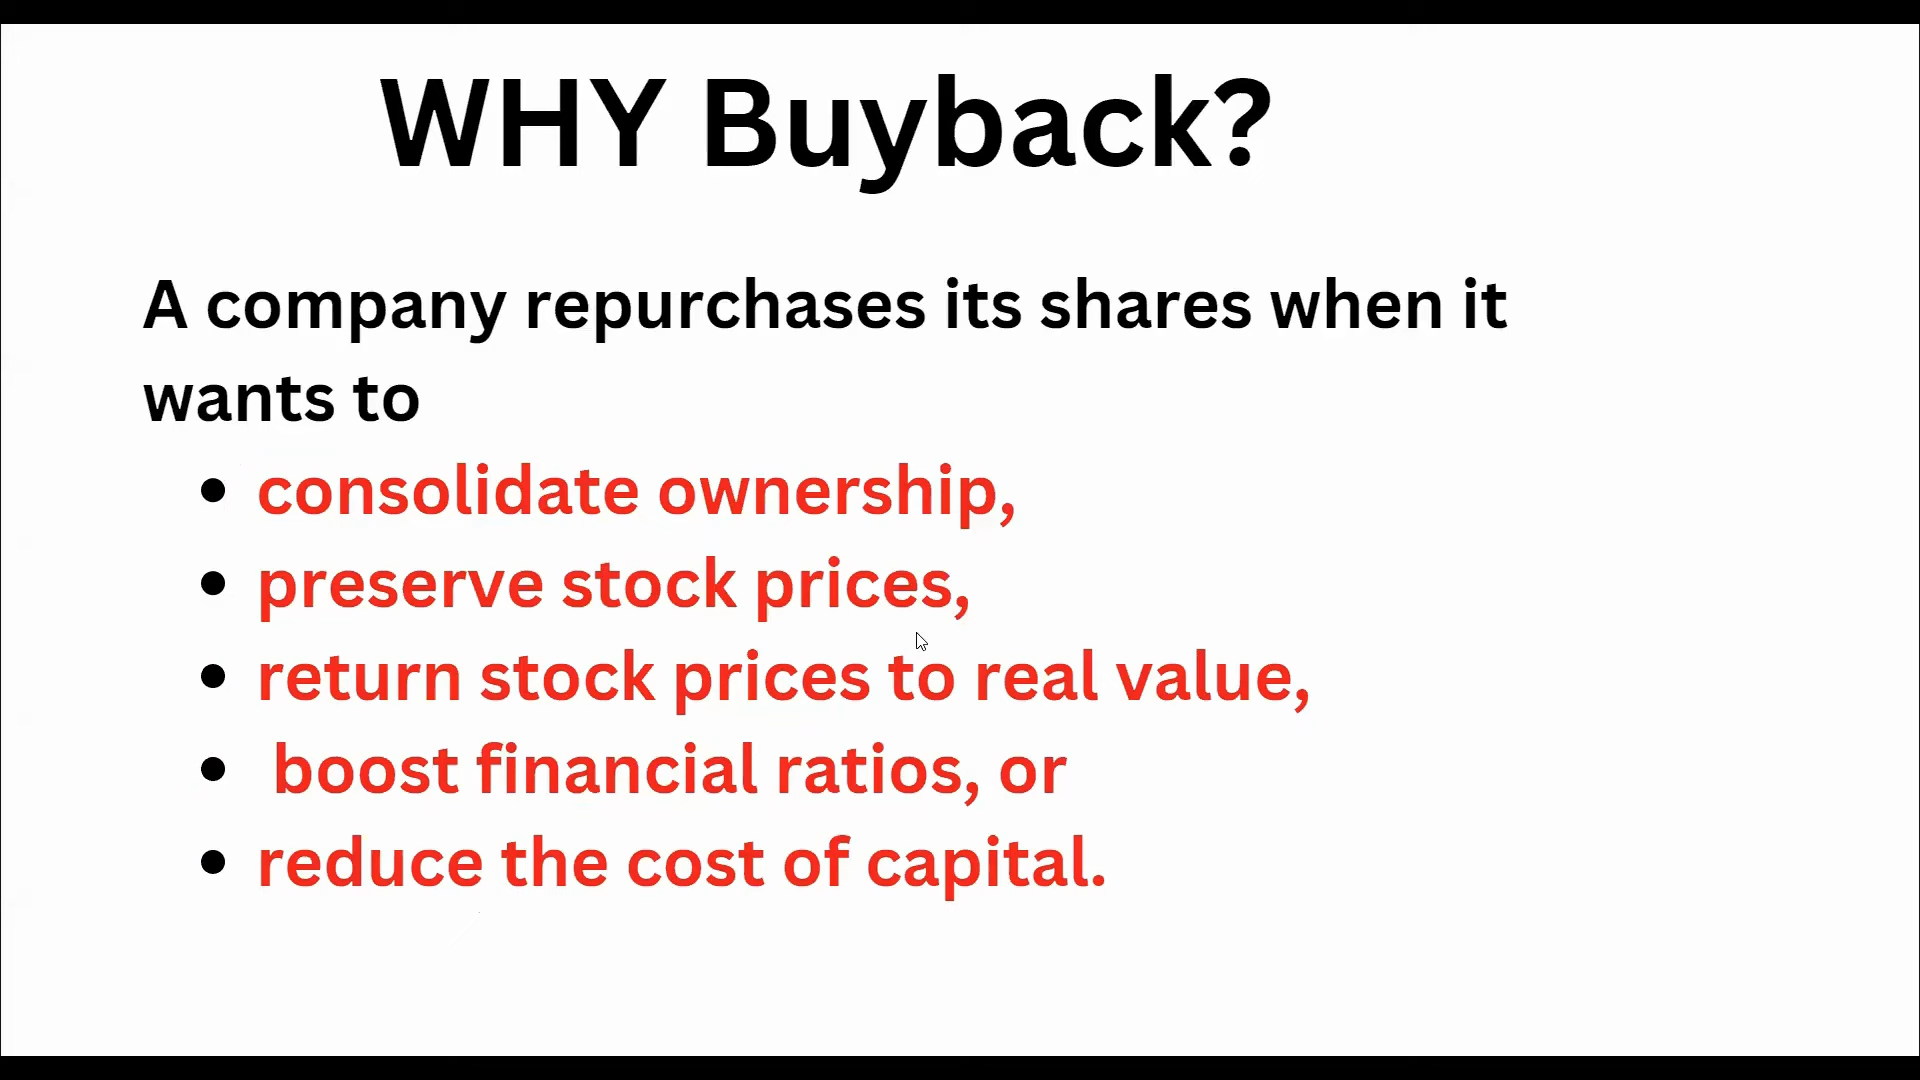 WHY Buyback?
A company repurchases its shares when it
wants to
• consolidate ownership,
• preserve stock prices,
• return stock prices to real value,
• boost financial ratios, or
• reduce the cost of capital.